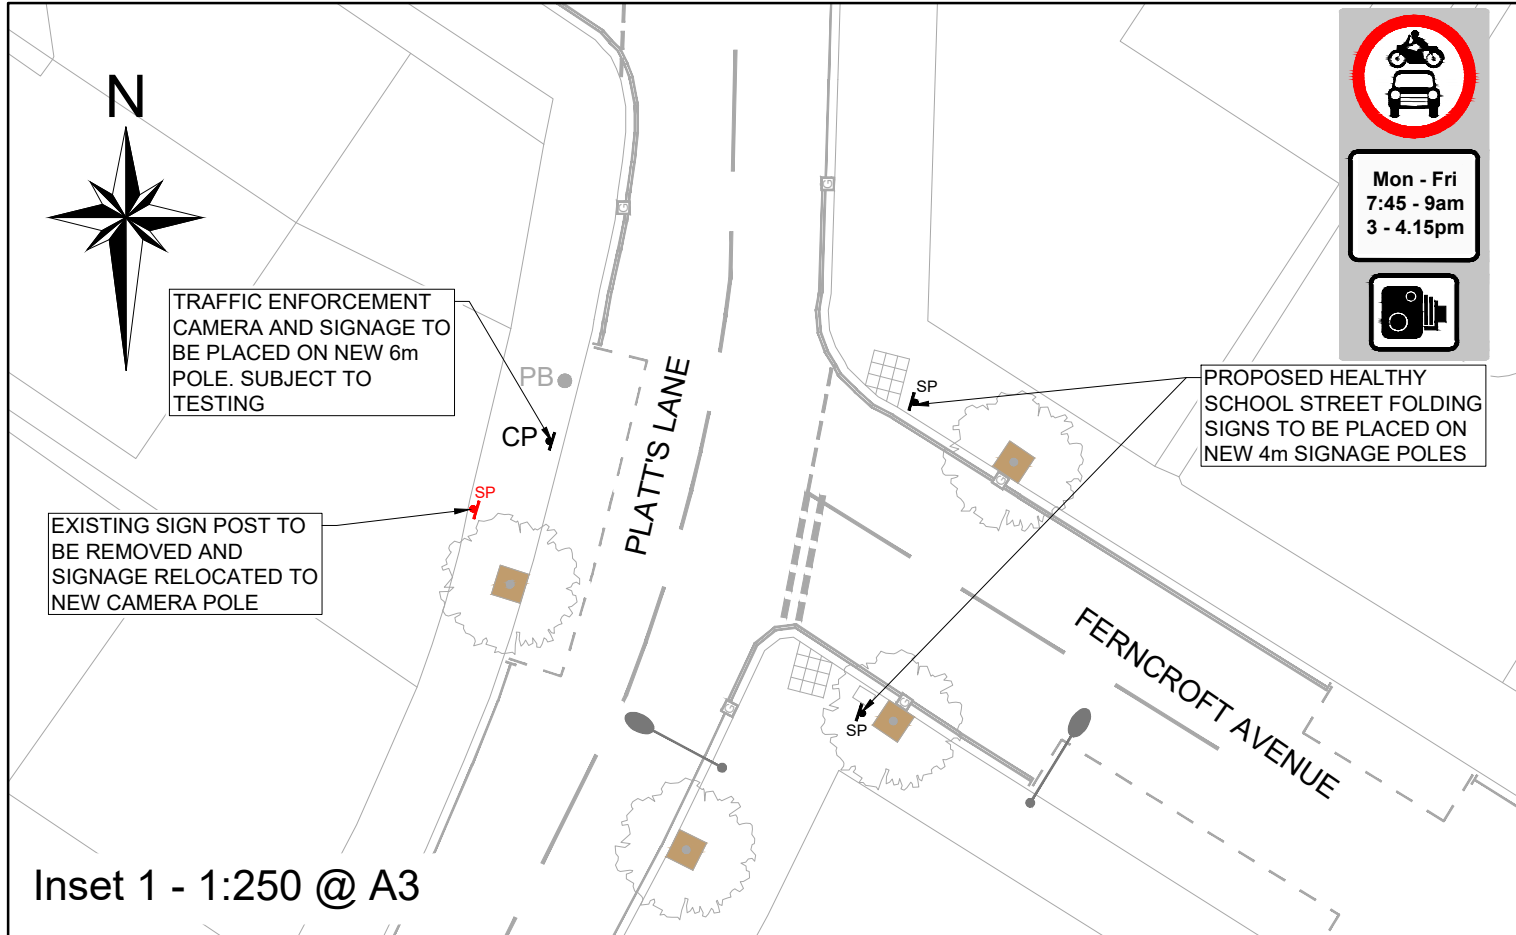 N
Mon - Fri
7:45 - 9am
3 - 4.15pm
TRAFFIC ENFORCEMENT
CAMERA AND SIGNAGE TO
BE PLACED ON NEW 6m
POLE. SUBJECT TO
TESTING
PB
CP
SP
EXISTING SIGN POST TO
BE REMOVED AND
SIGNAGE RELOCATED TO
NEW CAMERA POLE
PLATT'S LANE
SP
PROPOSED HEALTHY
SCHOOL STREET FOLDING
SIGNS TO BE PLACED ON
NEW 4m SIGNAGE POLES
SP
FERNCROFT AVENUE
G
G
G
G
G
Inset 1 - 1:250 @ A3